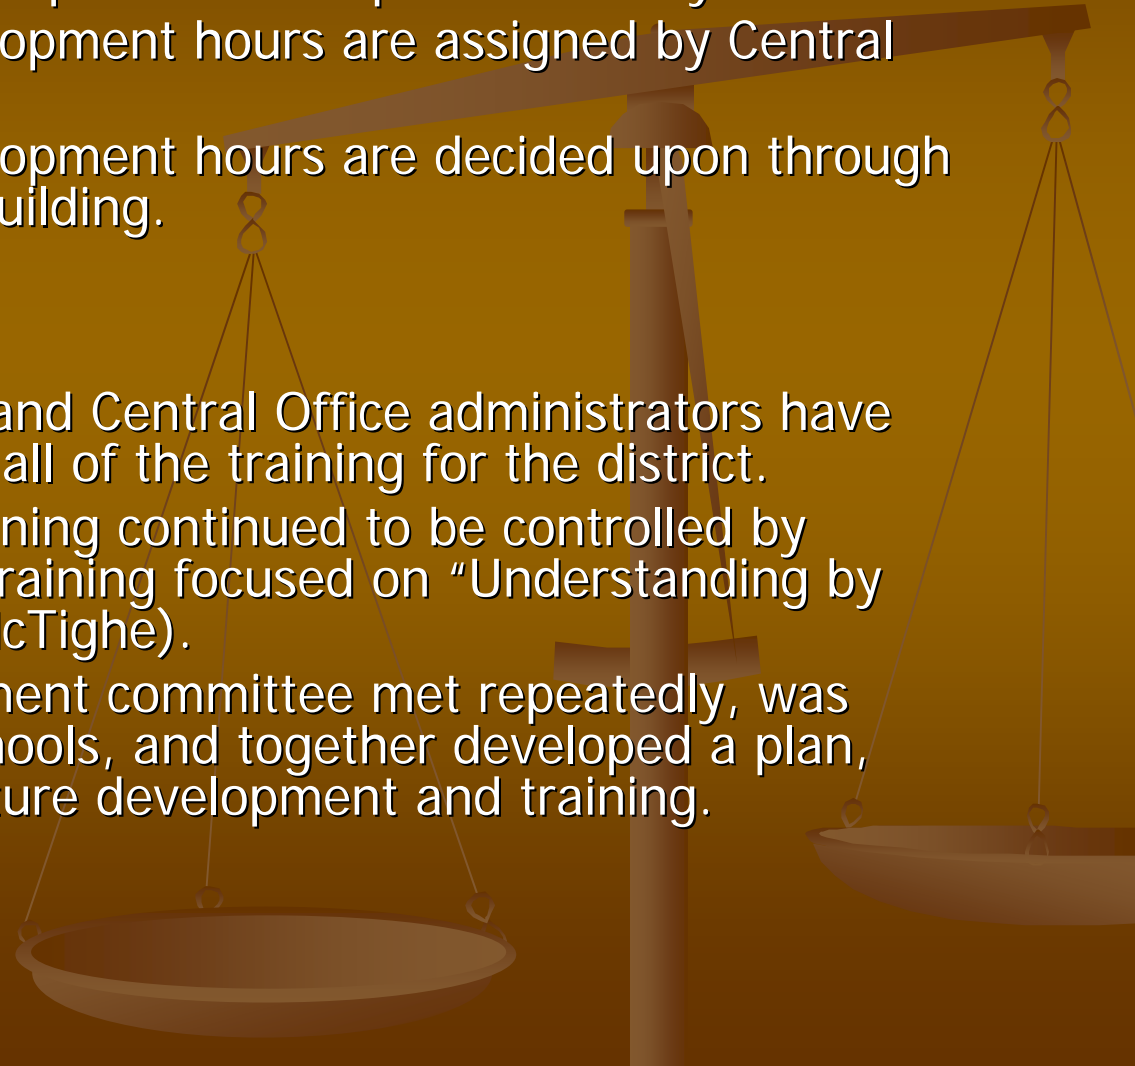 opment hours are assigned by Central
opment hours are decided upon through
uilding.
and Central Office administrators have
all of the training for the district.
ning continued to be controlled by
raining focused on “Understanding by
cTighe).
nent committee met repeatedly, was
hools, and together developed a plan,
ture development and training.